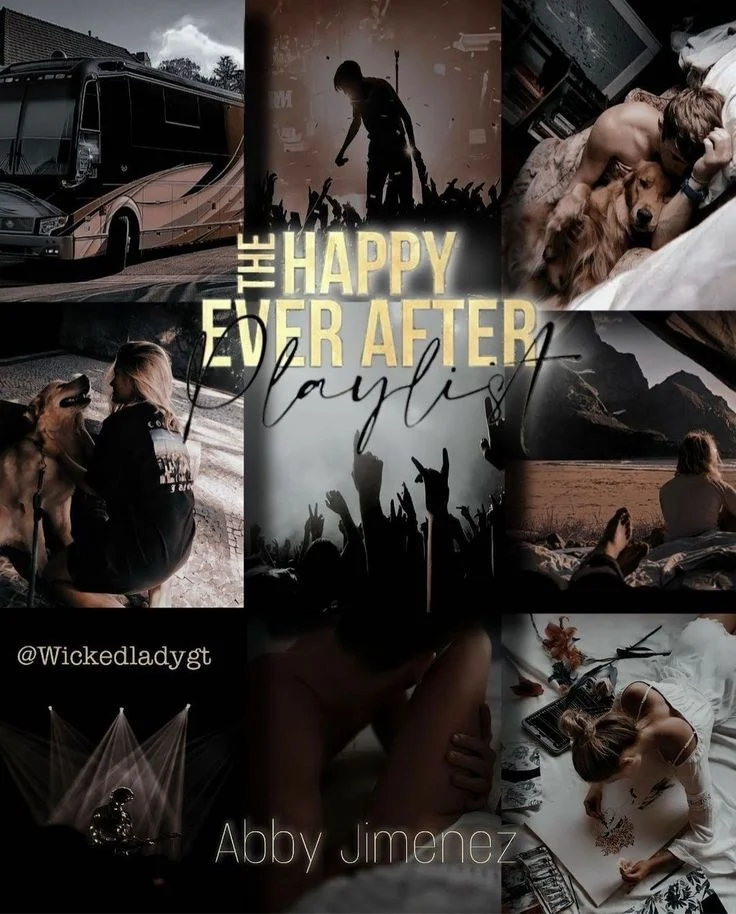 THE HAPPY
EVER AFTER
Playlist
@Wickedladygt
Abby Jimenez